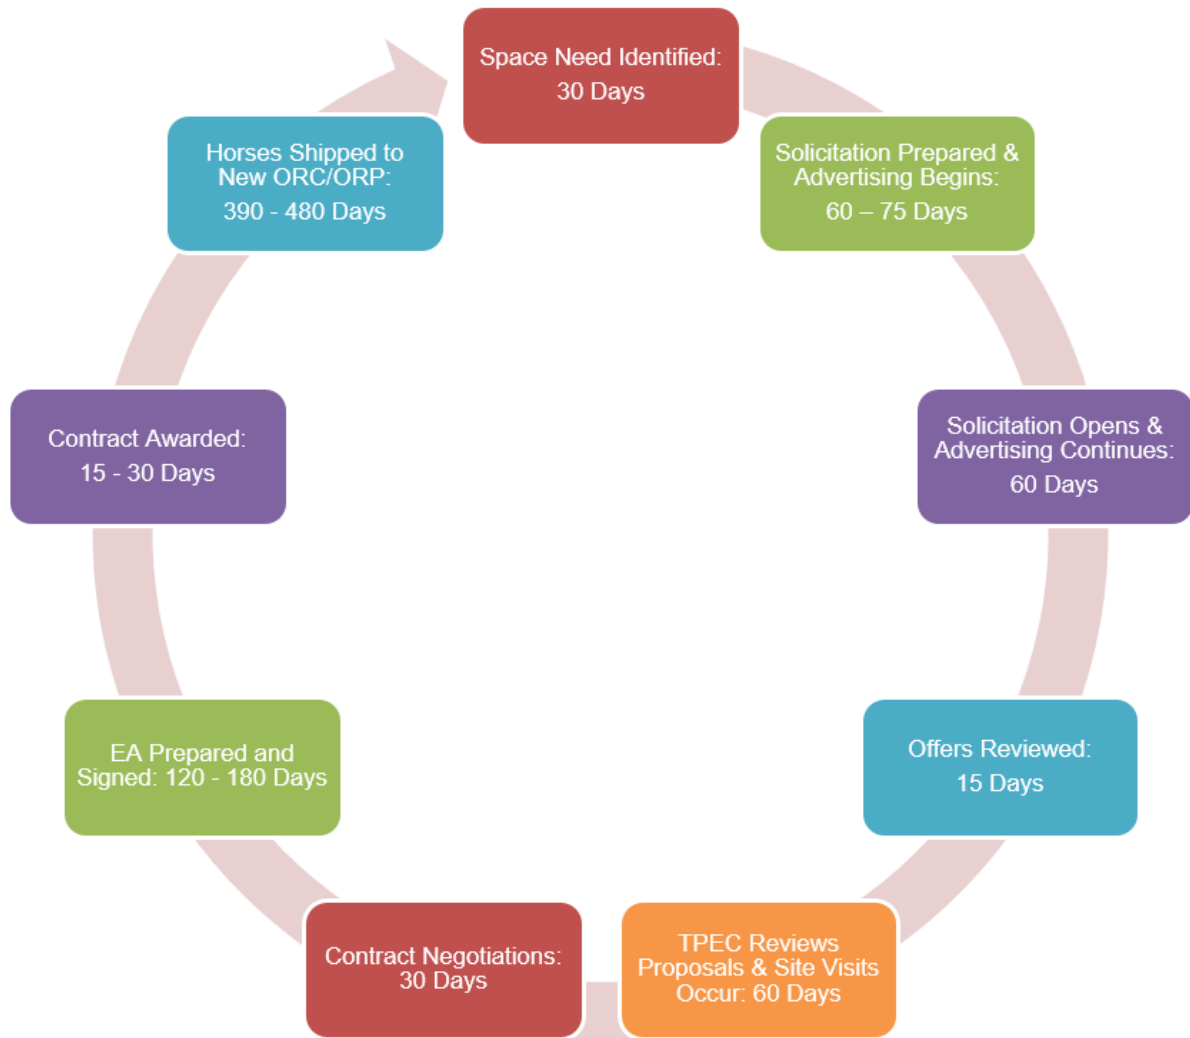 Space Need Identified:
30 Days
Solicitation Prepared &
Advertising Begins:
60 – 75 Days
Solicitation Opens &
Advertising Continues:
60 Days
Offers Reviewed:
15 Days
TPEC Reviews
Proposals & Site Visits
Occur: 60 Days
Contract Negotiations:
30 Days
EA Prepared and
Signed: 120 - 180 Days
Contract Awarded:
15 - 30 Days
Horses Shipped to
New ORC/ORP:
390 - 480 Days